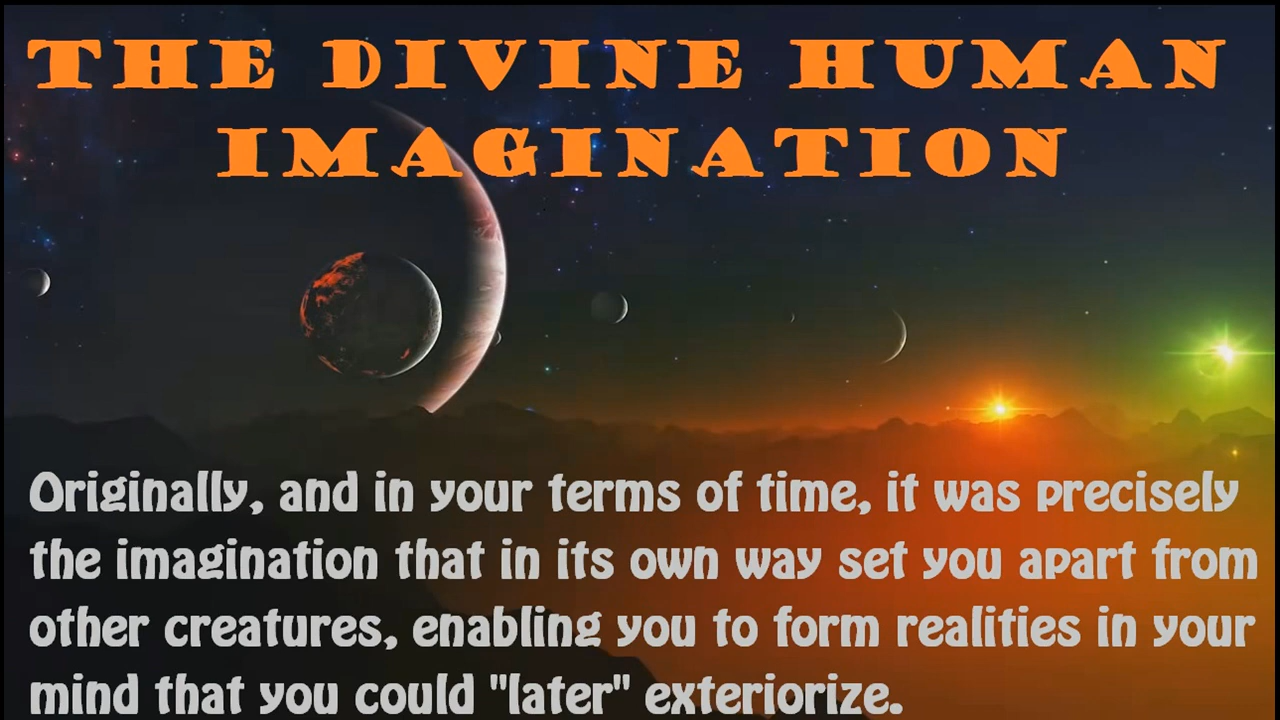 THE DIVINE HUMAN
IMAGINATION
Originally, and in your terms of time, it was precisely
the imagination that in its own way set you apart from
other creatures, enabling you to form realities in your
mind that you could "later" exteriorize.